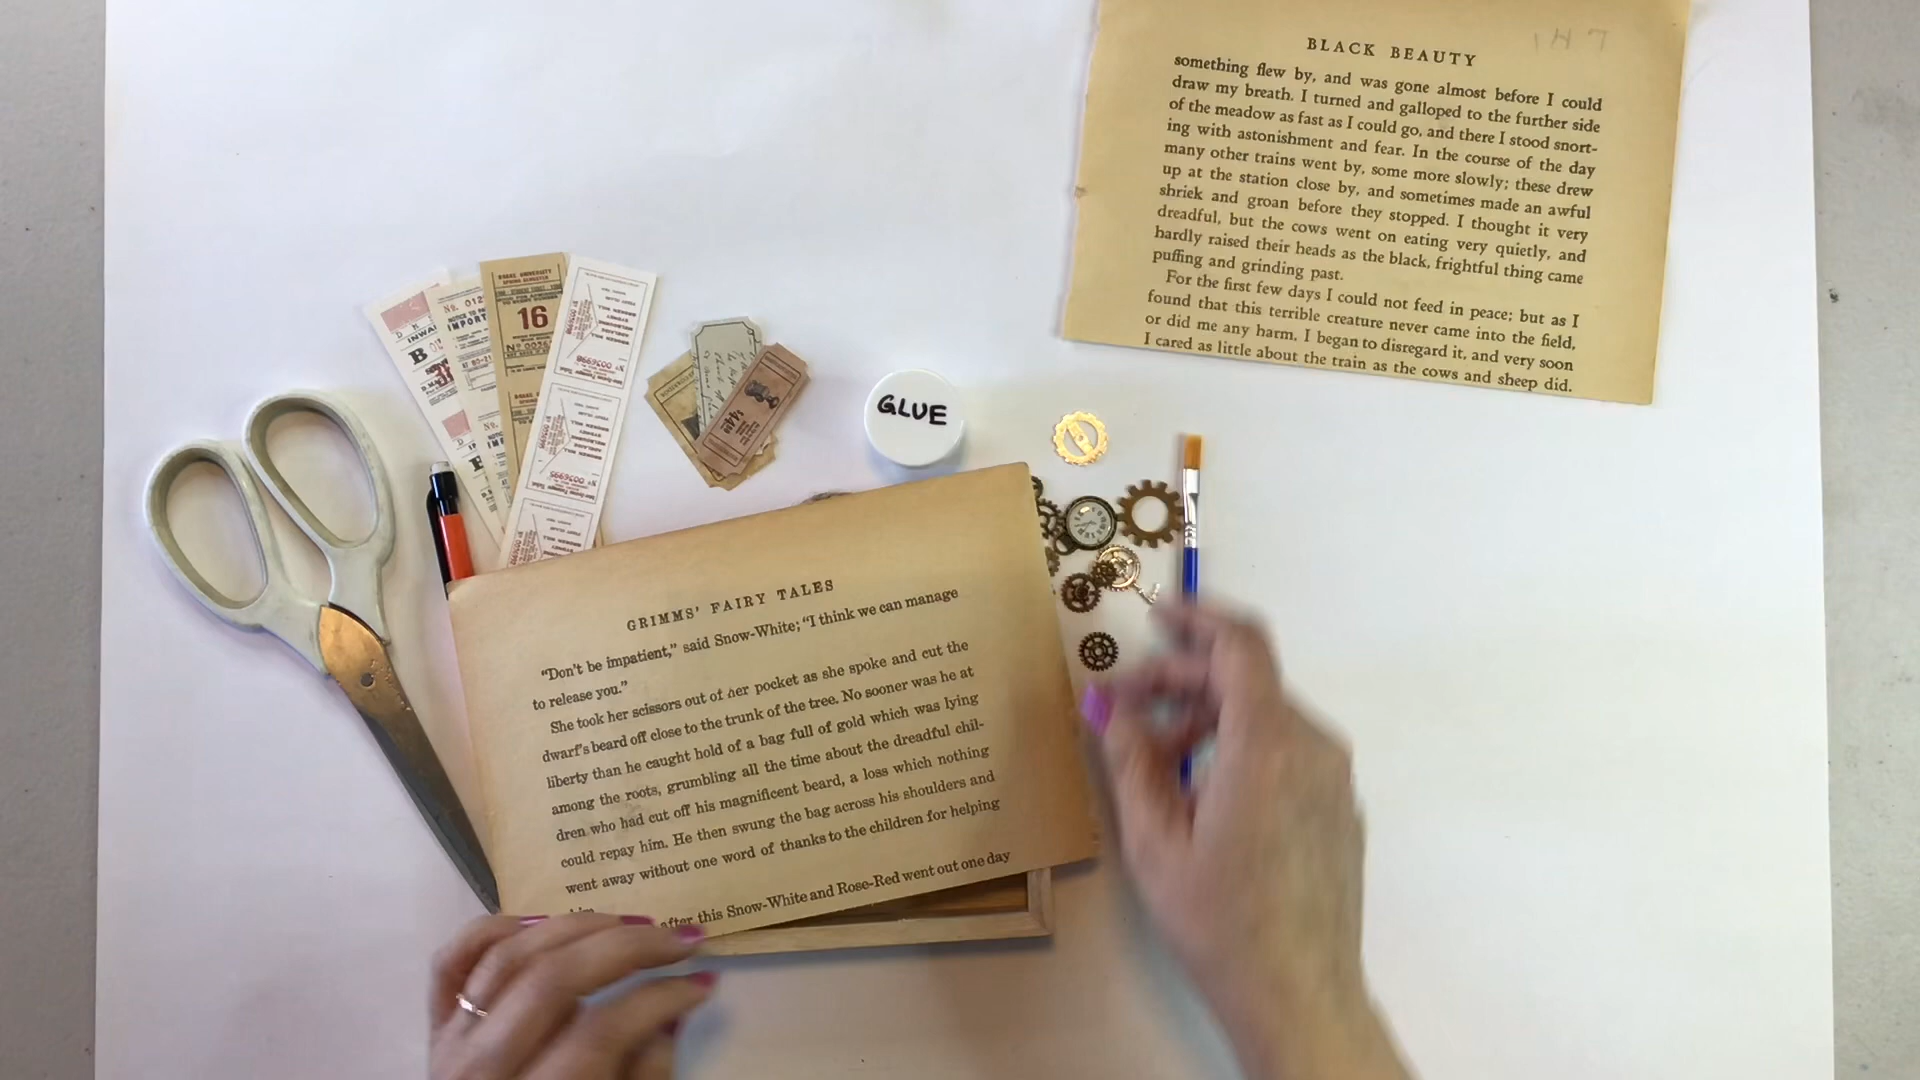 BLACK BEAUTY
something flew by, and was gone almost before I could
draw my breath. I turned and galloped to the further side
of the meadow as fast as I could go, and there I stood snort-
ing with astonishment and fear. In the course of the day
many other trains went by, some more slowly; these drew
up at the station close by, and sometimes made an awful
shriek and groan before they stopped. I thought it very
dreadful, but the cows went on eating very quietly, and
hardly raised their heads as the black, frightful thing came
puffing and grinding past.
For the first few days I could not feed in peace; but as I
found that this terrible creature never came into the field,
or did me any harm, I began to disregard it, and very soon
I cared as little about the train as the cows and sheep did.
16
GLUE
GRIMMS' FAIRY TALES
"Don't be impatient," said Snow-White; "I think we can manage
to release you."
She took her scissors out of her pocket as she spoke and cut the
dwarf's beard off close to the trunk of the tree. No sooner was he at
liberty than he caught hold of a bag full of gold which was lying
among the roots, grumbling all the time about the dreadful chil-
dren who had cut off his magnificent beard, a loss which nothing
could repay him. He then swung the bag across his shoulders and
went away without one word of thanks to the children for helping
him
after this Snow-White and Rose-Red went out one day